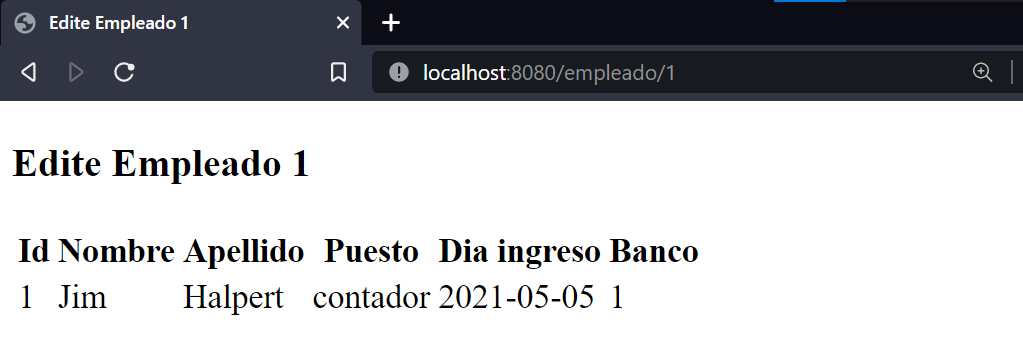 Edite Empleado 1
localhost:8080/empleado/1
Edite Empleado 1
Id Nombre Apellido Puesto Dia ingreso Banco
1 Jim Halpert contador 2021-05-05 1